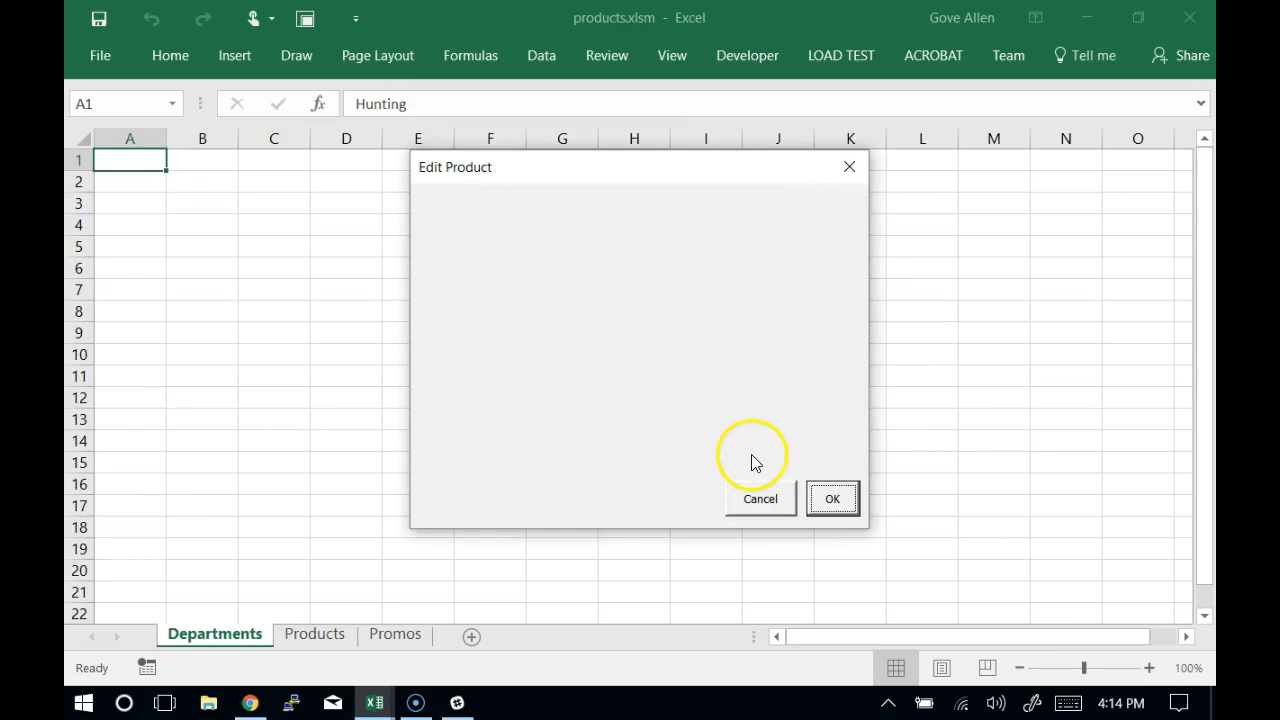 products.xlsm - Excel
Gove Allen
File Home Insert Draw Page Layout Formulas Data Review View Developer LOAD TEST ACROBAT Team Tell me Share
A1 fx Hunting
A B C D E F G H I J K L M N O
1
2
3
4
5
6
7
8
9
10
11
12
13
14
15
16
17
18
19
20
21
22
Edit Product
Cancel OK
Departments Products Promos
Ready
100%
4:14 PM